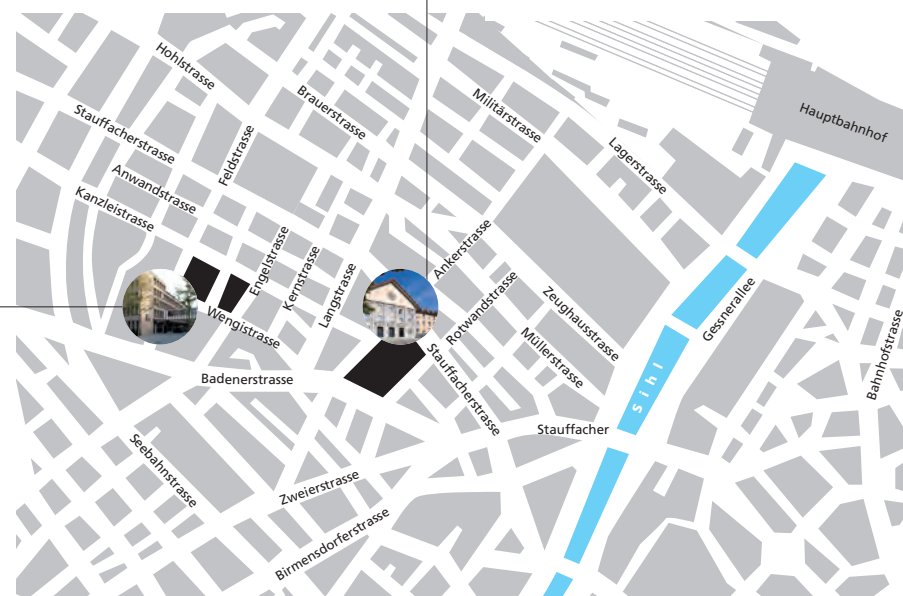 Hohlstrasse
Brauerstrasse
Militärstrasse
Hauptbahnhof
Stauffacherstrasse
Feldstrasse
Lagerstrasse
Anwandstrasse
Kanzleistrasse
Engelstrasse
Ankerstrasse
Kernstrasse
Langstrasse
Rotwandstrasse
Zeughausstrasse
Gessnerallee
Wengistrasse
Müllerstrasse
Bahnhofstrasse
Badenerstrasse
Stauffacherstrasse
Sihl
Stauffacher
Seebahnstrasse
Zweierstrasse
Birmensdorferstrasse